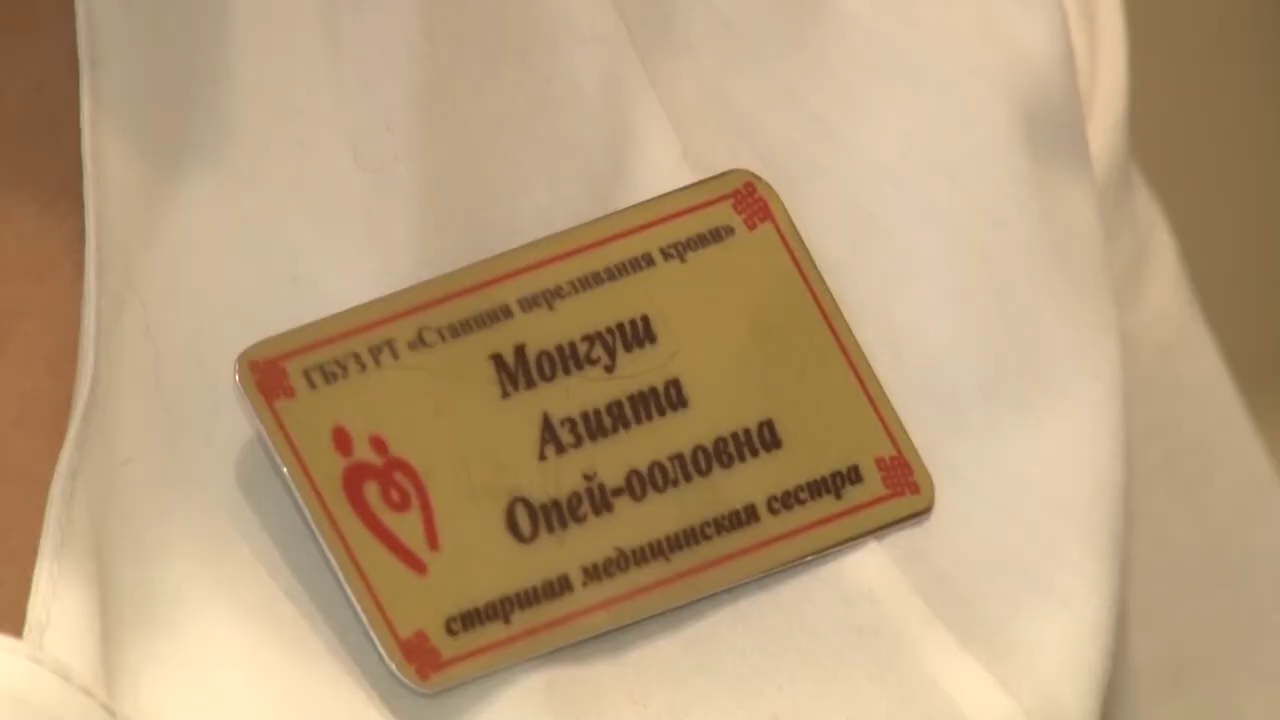 ГБУЗ РТ «Станция переливания крови»
Монгуш
Азията
Опей-ооловна
старшая медицинская сестра